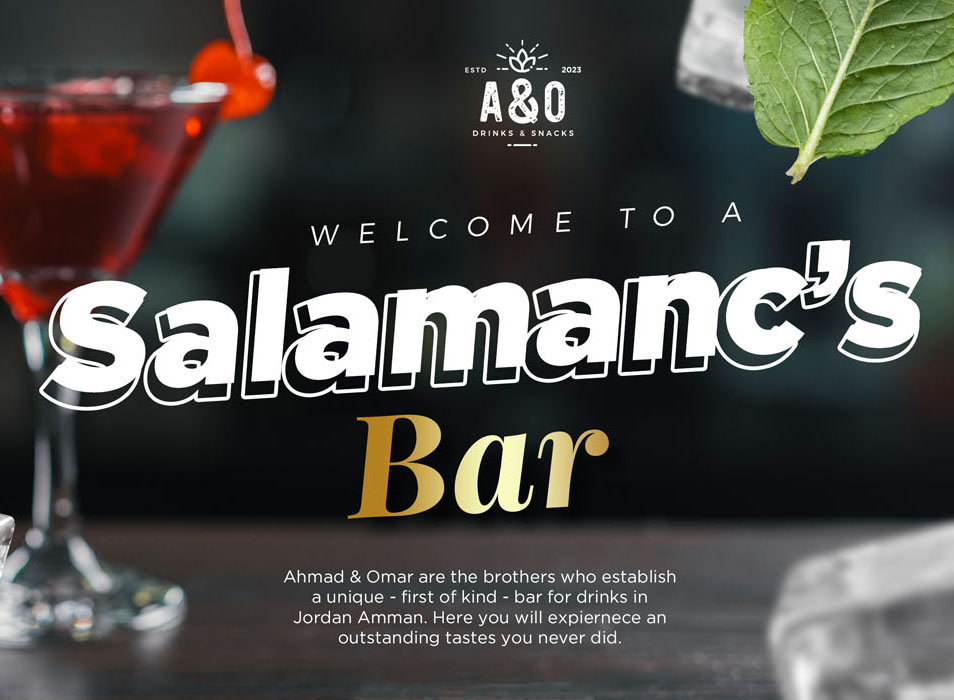 ESTD 2023
A&O
DRINKS & SNACKS
WELCOME TO A
Salamanc’s
Bar
Ahmad & Omar are the brothers who establish
a unique - first of kind - bar for drinks in
Jordan Amman. Here you will expiernece an
outstanding tastes you never did.